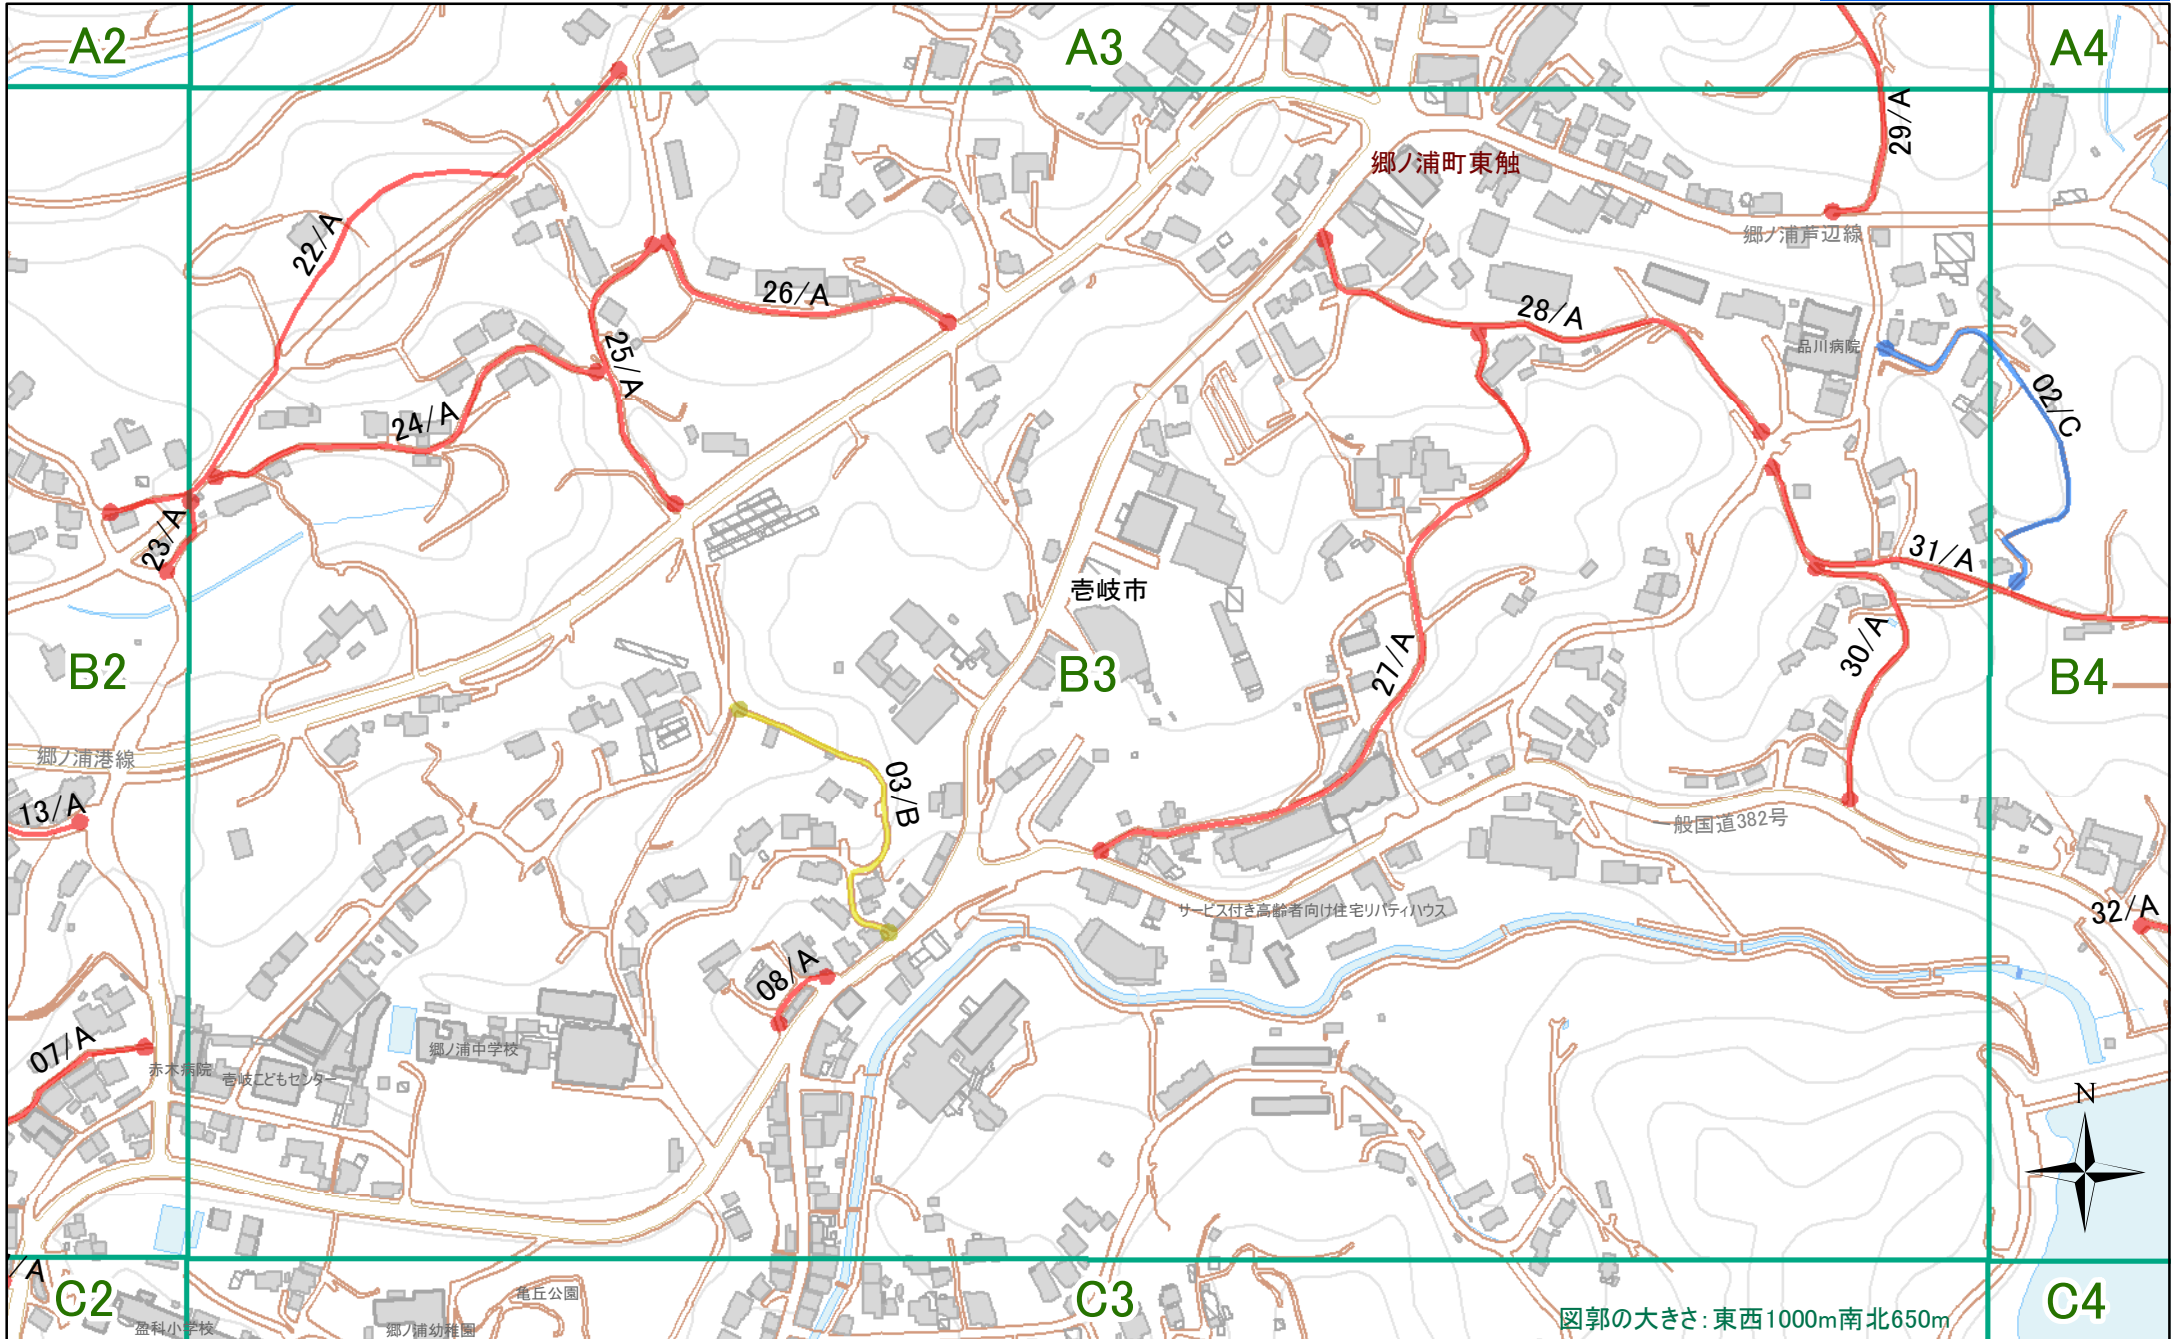 A2
A3
A4
29/A
郷ノ浦町東触
22/A
郷ノ浦芦辺線
26/A
28/A
25/A
品川病院
02/C
24/A
23/A
31/A
壱岐市
27/A
30/A
B2
B3
B4
郷ノ浦港線
03/B
13/A
一般国道382号
サービス付き高齢者向け住宅リバティハウス
32/A
08/A
07/A
郷ノ浦中学校
赤木病院
壱岐こどもセンター
N
/A
C2
C3
C4
亀丘公園
盈科小学校
郷ノ浦幼稚園
図郭の大きさ：東西1000m南北650m